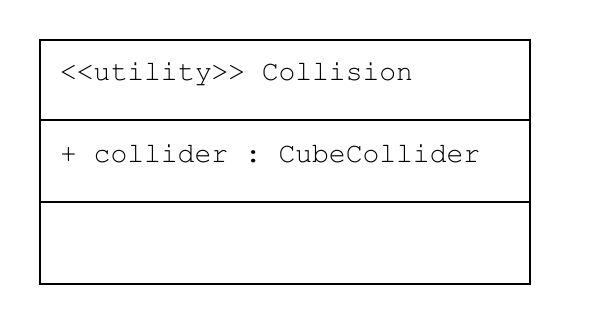 <<utility>> Collision
+ collider : CubeCollider